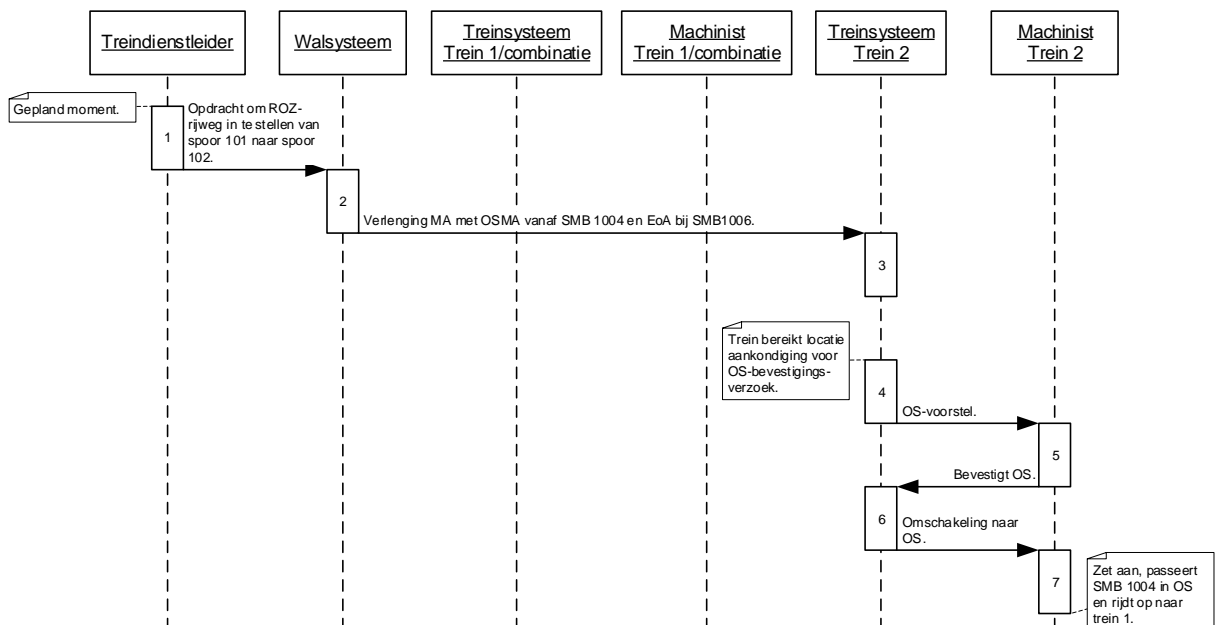 Treindienstleider
Walsysteem
Treinsysteem
Trein 1/combinatie
Machinist
Trein 1/combinatie
Treinsysteem
Trein 2
Machinist
Trein 2
Gepland moment.
1
Opdracht om ROZ-
rijweg in te stellen van
spoor 101 naar spoor
102.
2
Verlenging MA met OSMA vanaf SMB 1004 en EoA bij SMB1006.
3
Trein bereikt locatie
aankondiging voor
OS-bevestigings-
verzoek.
4
OS-voorstel.
5
Bevestigt OS.
6
Omschakeling naar
OS.
7
Zet aan, passeert
SMB 1004 in OS
en rijdt op naar
trein 1.